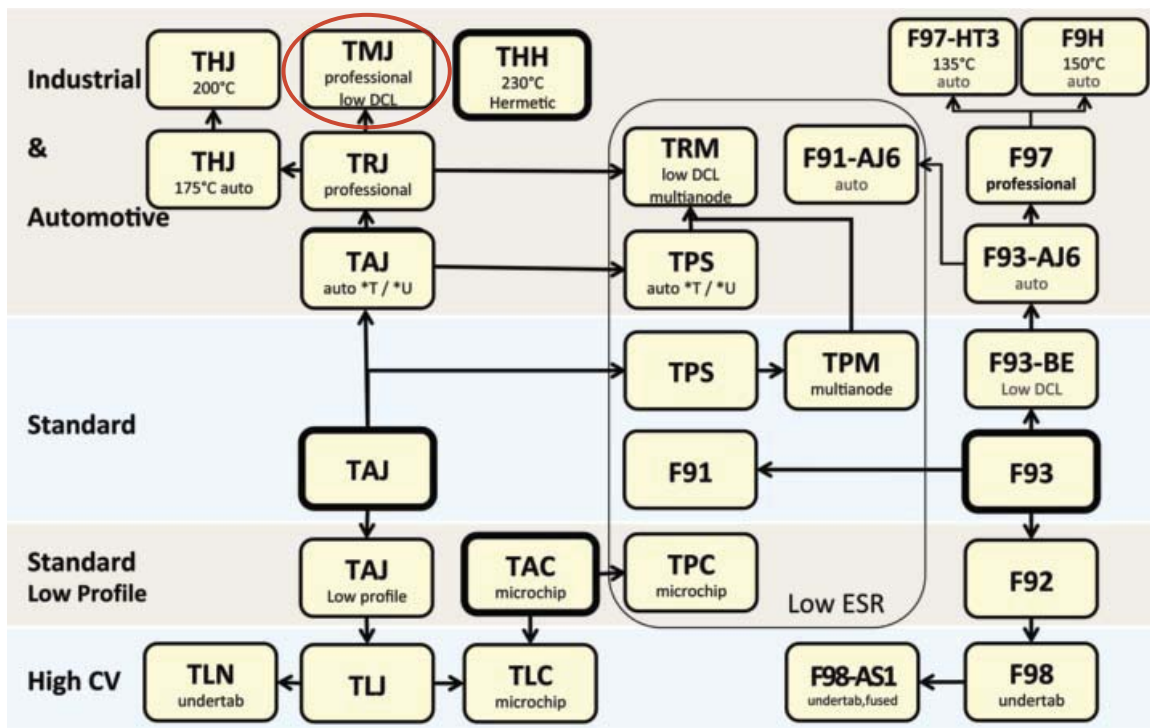 Industrial
&
Automotive
THJ
200°C
TMJ
professional
low DCL
THH
230°C
Hermetic
F97-HT3
135°C
auto
F9H
150°C
auto
THJ
175°C auto
TRJ
professional
TRM
low DCL
multianode
F91-AJ6
auto
F97
professional
TAJ
auto *T / *U
TPS
auto *T / *U
F93-AJ6
auto
Standard
TPS
TPM
multianode
F93-BE
Low DCL
TAJ
F91
F93
Standard
Low Profile
TAJ
Low profile
TAC
microchip
TPC
microchip
Low ESR
F92
High CV
TLN
undertab
TLJ
TLC
microchip
F98-AS1
undertab,fused
F98
undertab